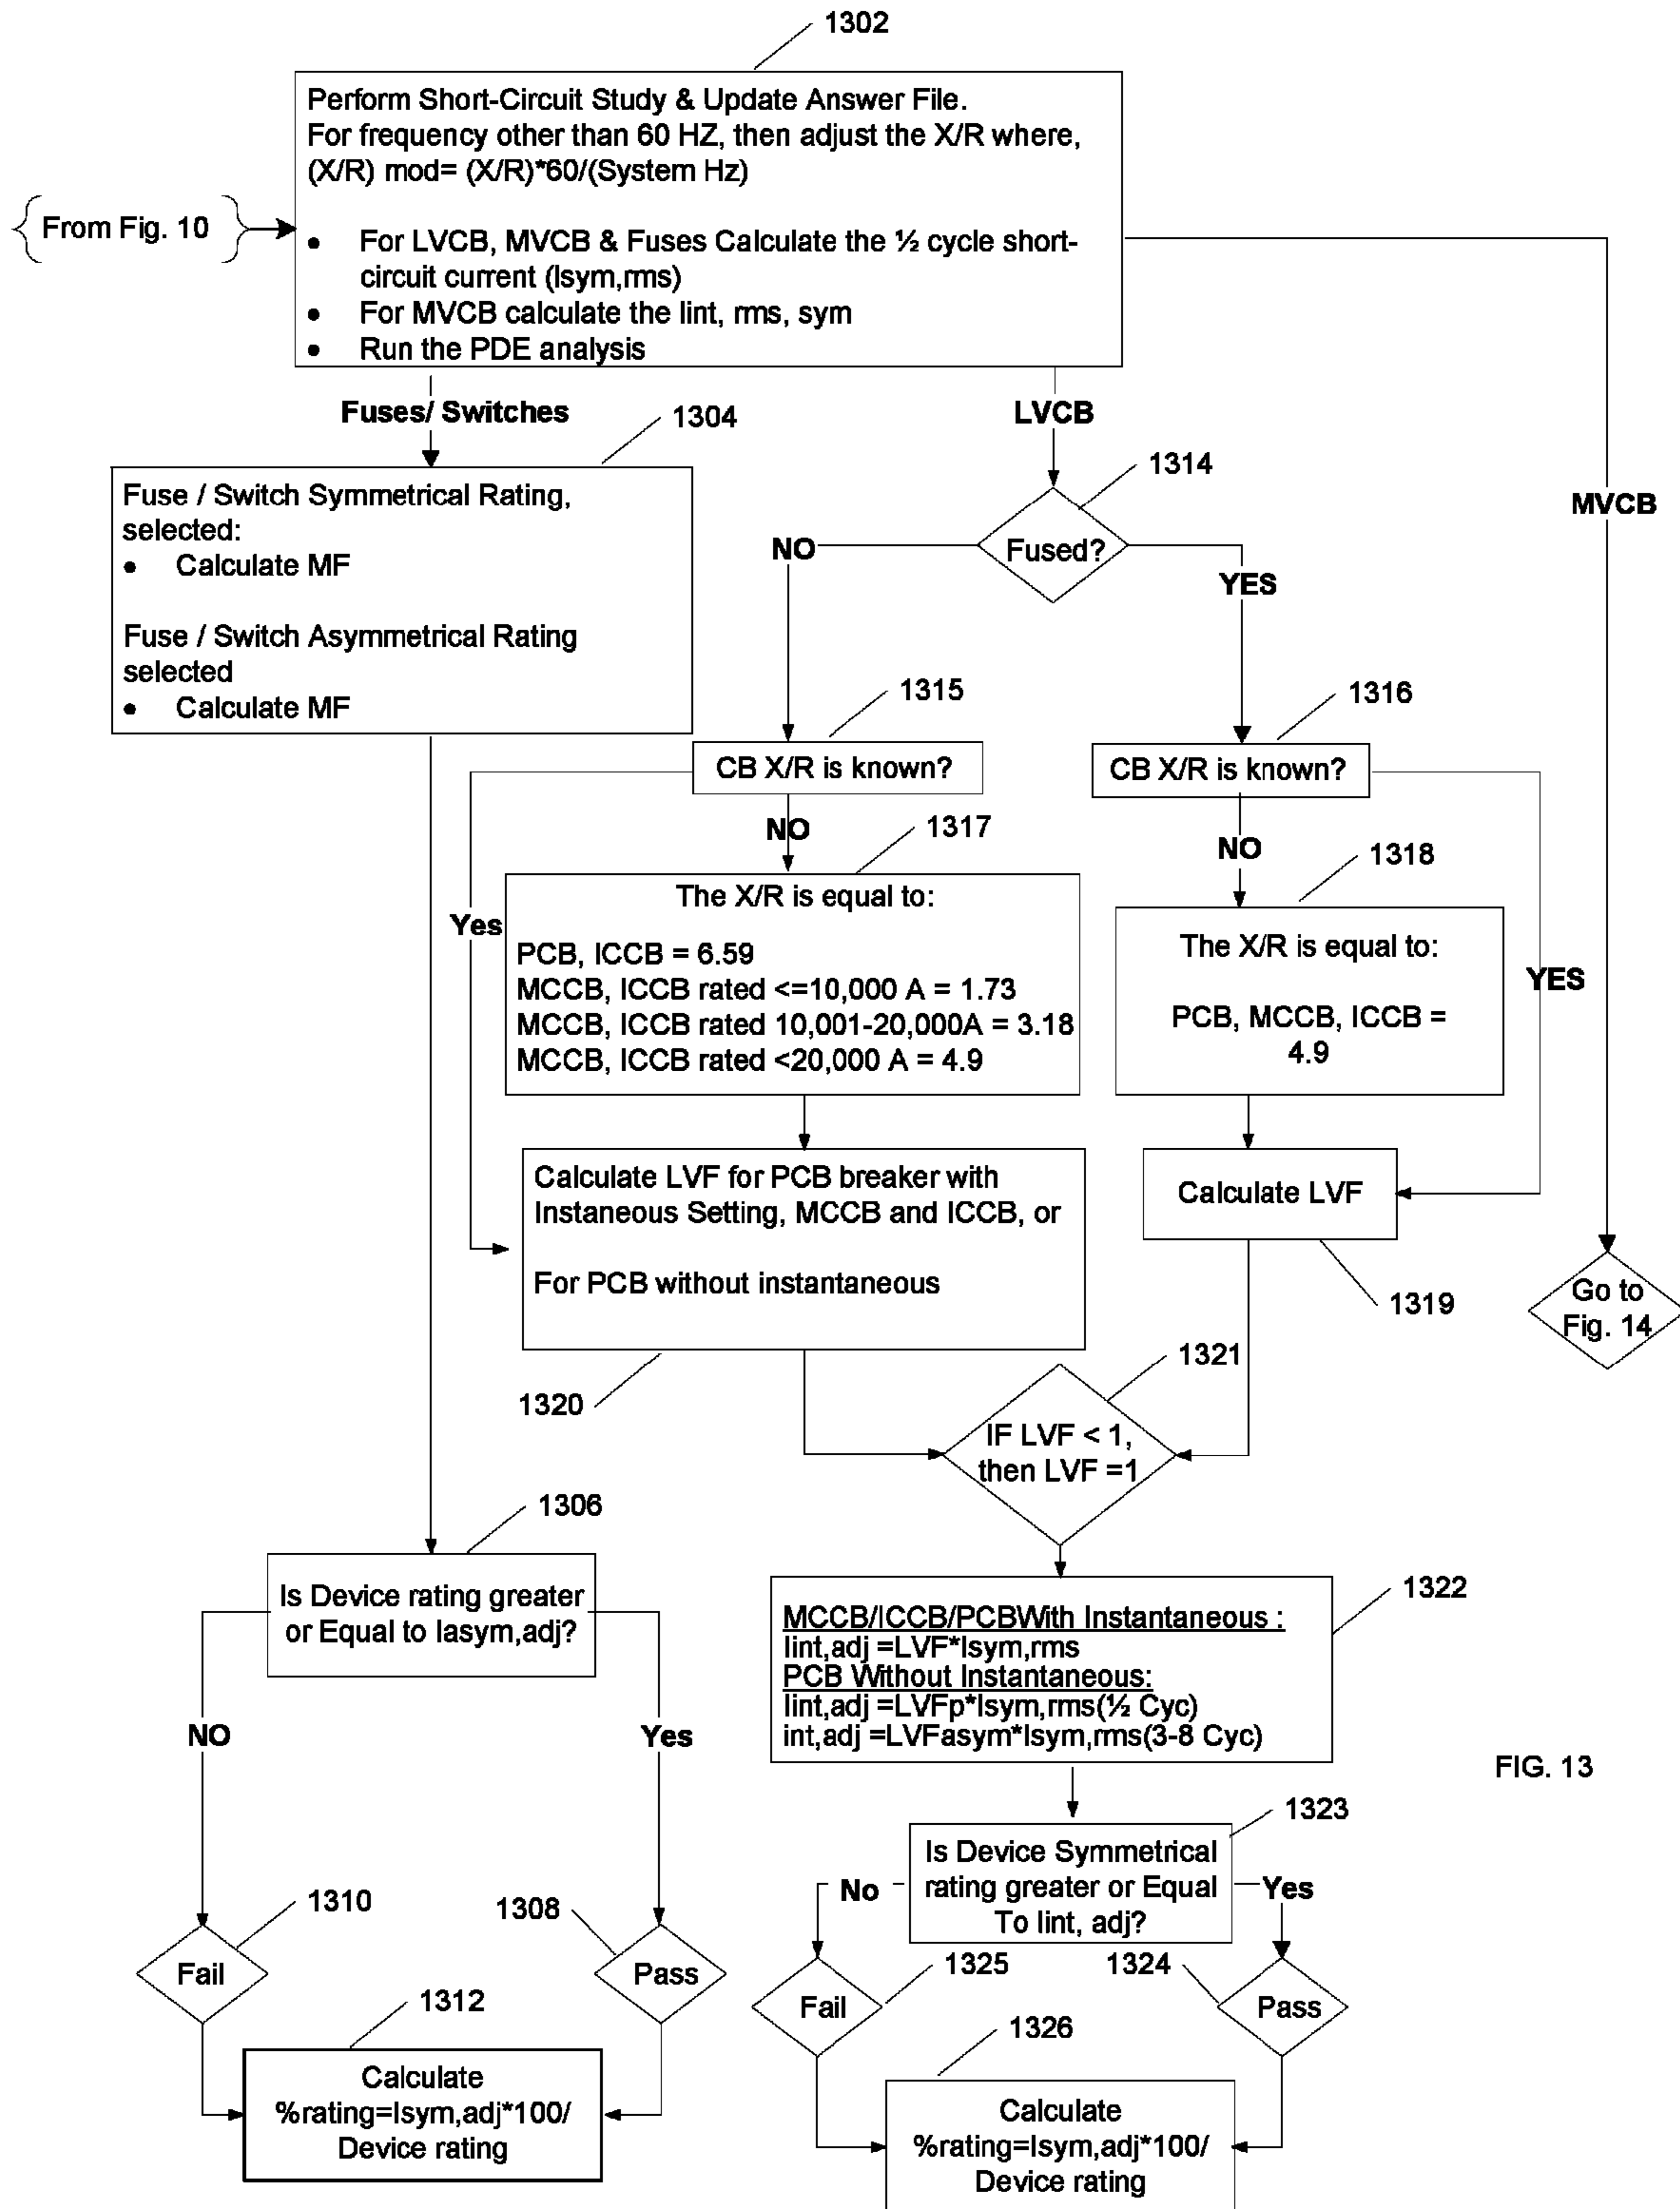 1302
Perform Short-Circuit Study & Update Answer File.
For frequency other than 60 HZ, then adjust the X/R where,
(X/R) mod= (X/R)*60/(System Hz)
• For LVCB, MVCB & Fuses Calculate the ½ cycle short-
circuit current (Isym,rms)
• For MVCB calculate the Iint, rms, sym
• Run the PDE analysis
From Fig. 10
Fuses/ Switches
1304
LVCB
MVCB
Fuse / Switch Symmetrical Rating,
selected:
• Calculate MF
Fuse / Switch Asymmetrical Rating
selected
• Calculate MF
1314
Fused?
NO
YES
1315
CB X/R is known?
1316
CB X/R is known?
NO
1317
NO
1318
Yes
The X/R is equal to:
PCB, ICCB = 6.59
MCCB, ICCB rated <=10,000 A = 1.73
MCCB, ICCB rated 10,001-20,000A = 3.18
MCCB, ICCB rated <20,000 A = 4.9
The X/R is equal to:
PCB, MCCB, ICCB =
4.9
YES
Calculate LVF for PCB breaker with
Instaneous Setting, MCCB and ICCB, or
For PCB without instantaneous
1320
Calculate LVF
1319
Go to
Fig. 14
1321
IF LVF < 1,
then LVF =1
1306
Is Device rating greater
or Equal to Iasym,adj?
NO
Yes
1322
MCCB/ICCB/PCBWith Instantaneous :
Iint,adj =LVF*Isym,rms
PCB Without Instantaneous:
Iint,adj =LVFp*Isym,rms(½ Cyc)
int,adj =LVFasym*Isym,rms(3-8 Cyc)
FIG. 13
1323
Is Device Symmetrical
rating greater or Equal
To Iint, adj?
No
Yes
1310
Fail
1308
Pass
1325
Fail
1324
Pass
1312
Calculate
%rating=Isym,adj*100/
Device rating
1326
Calculate
%rating=Isym,adj*100/
Device rating